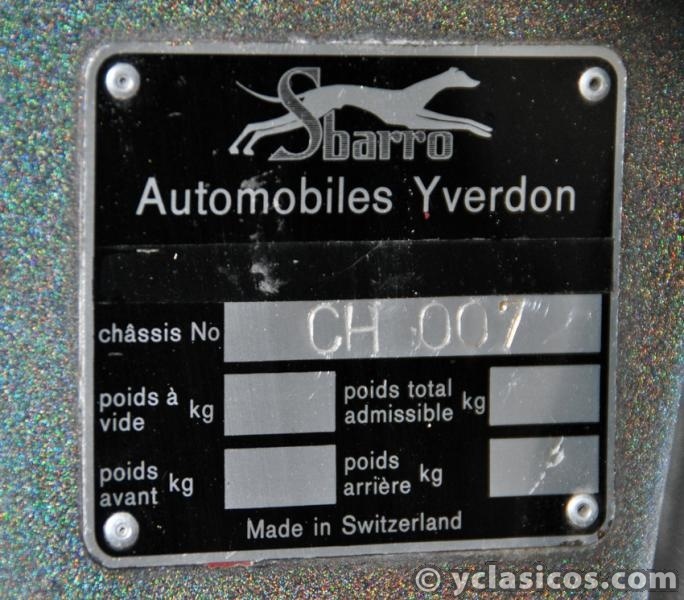 Sbarro
Automobiles Yverdon
châssis No CH 007
poids à vide kg
poids total admissible kg
poids avant kg
poids arrière kg
Made in Switzerland
© yclasicos.com